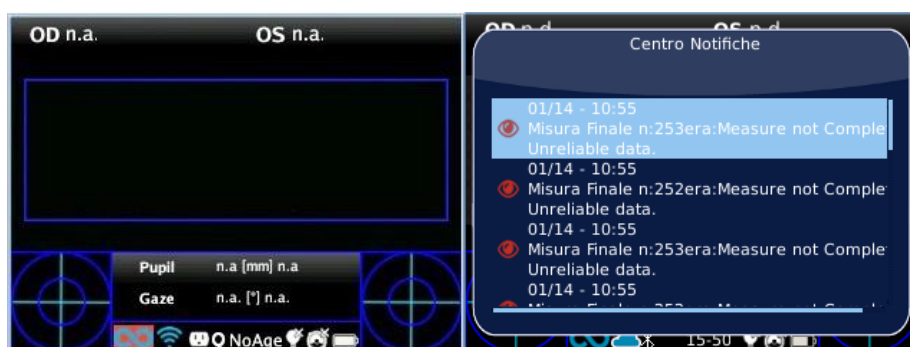 OD n.a. OS n.a.
Pupil n.a [mm] n.a
Gaze n.a. [°] n.a.
Q NoAge
Centro Notifiche
01/14 - 10:55
Misura Finale n:253era:Measure not Comple
Unreliable data.
01/14 - 10:55
Misura Finale n:252era:Measure not Comple
Unreliable data.
01/14 - 10:55
Misura Finale n:253era:Measure not Comple
Unreliable data.
01/14 - 10:55
15-50